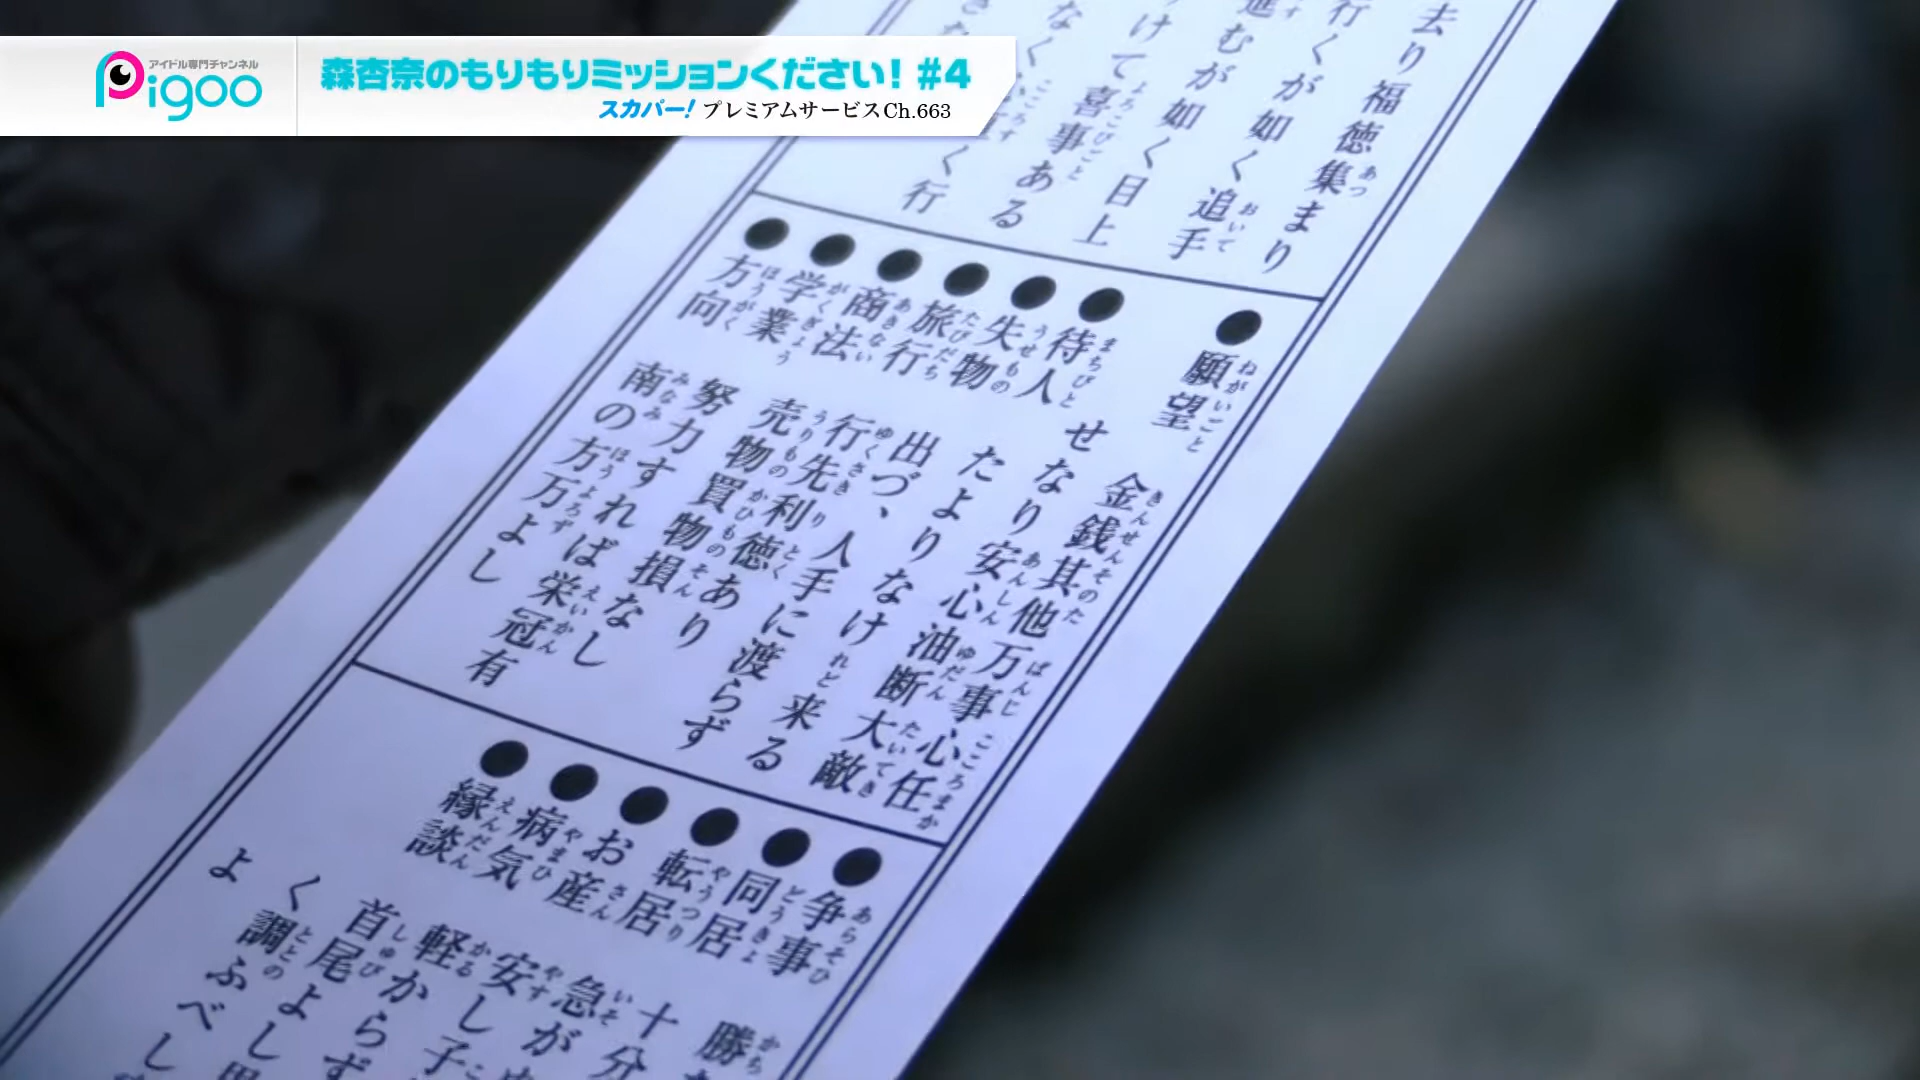 アイドル専門チャンネル
Pigoo
森杏奈のもりもりミッションください! #4
スカパー! プレミアムサービスCh.663
去り福徳集まり
行くが如く追手
進むが如く目上
けて喜事ある
なく
く行
●願望 金銭其他万事心任
せなり安心油断大敵
●待人 たよりなけれど来る
●失物 出づ、人手に渡らず
●旅行 行先利徳あり
●商法 売物買物損なし
●学業 努力すれば栄冠有
●方向 南の方万よし
●争事 勝
●同居 十分
●転居 急が
●お産 安し子
●病気 軽からず
●縁談 首尾よし
く調ふべし
よ